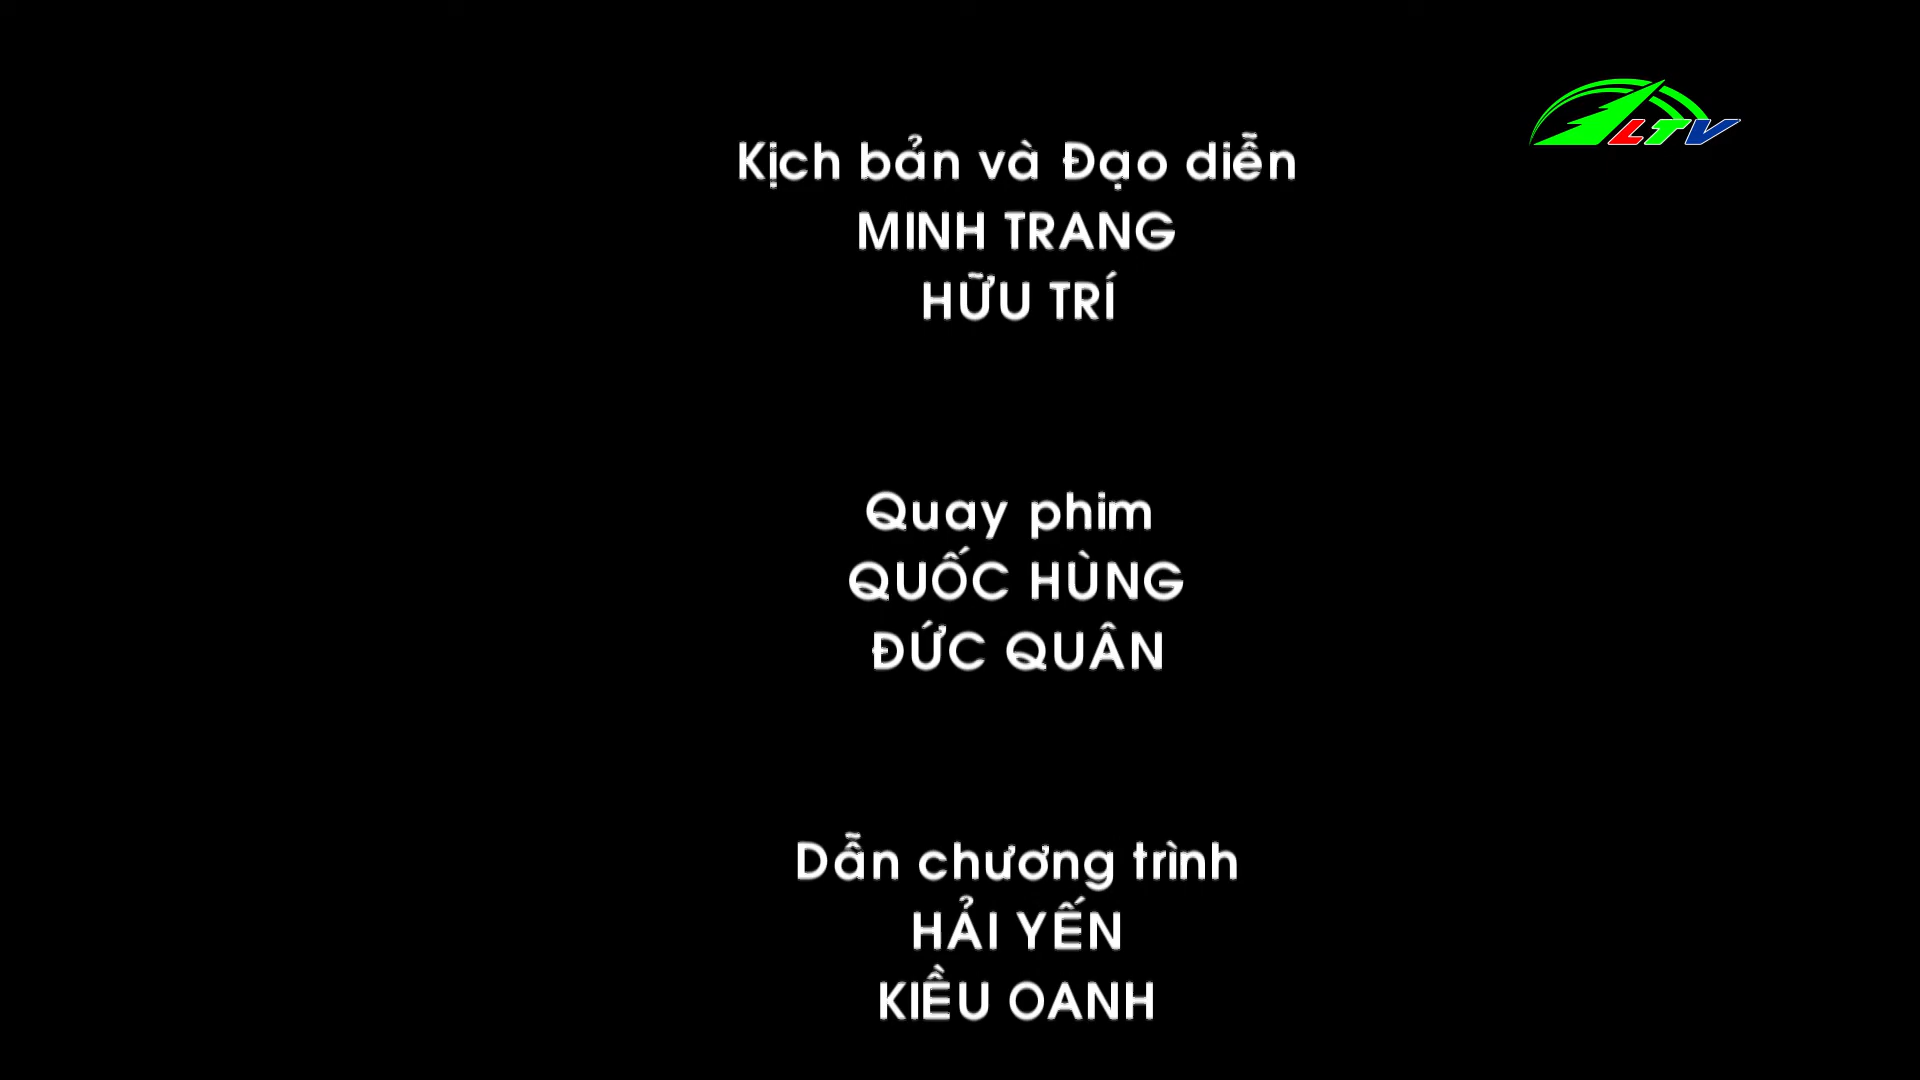 LTV
Kịch bản và Đạo diễn
MINH TRANG
HỮU TRÍ
Quay phim
QUỐC HÙNG
ĐỨC QUÂN
Dẫn chương trình
HẢI YẾN
KIỀU OANH